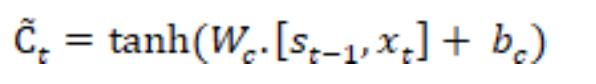 C̃ₜ = tanh(W꜀.[sₜ₋₁, xₜ] + b꜀)